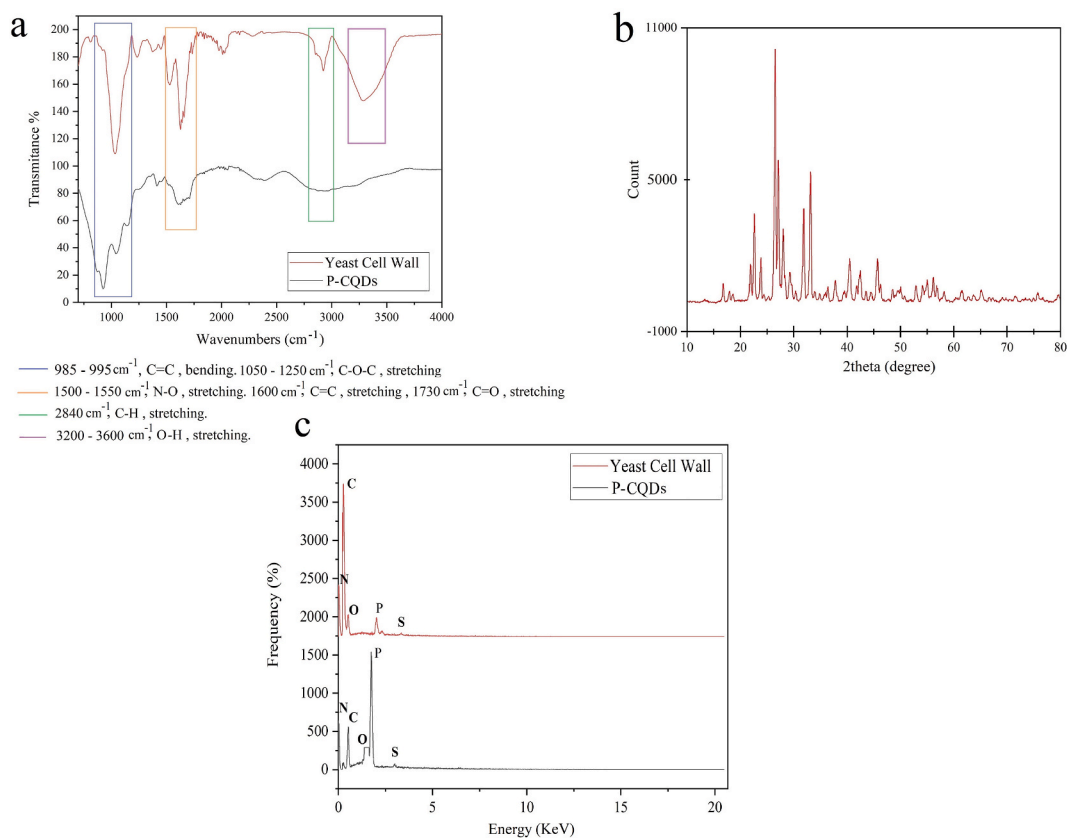 a
200
180
160
140
120
100
80
60
40
20
0
Transmitance %
1000
1500
2000
2500
3000
3500
4000
Wavenumbers (cm-1)
Yeast Cell Wall
P-CQDs
985 - 995 cm-1, C=C , bending. 1050 - 1250 cm-1, C-O-C , stretching
1500 - 1550 cm-1, N-O , stretching. 1600 cm-1, C=C , stretching , 1730 cm-1, C=O , stretching
2840 cm-1, C-H , stretching.
3200 - 3600 cm-1, O-H , stretching.
b
11000
5000
-1000
Count
10
20
30
40
50
60
70
80
2theta (degree)
c
4000
3500
3000
2500
2000
1500
1000
500
0
Frequency (%)
Yeast Cell Wall
P-CQDs
C
N
O
P
S
P
N
C
O
S
0
5
10
15
20
Energy (KeV)